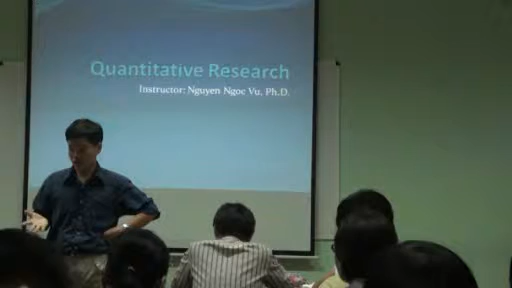 Quantitative Research
Instructor: Nguyen Ngoc Vu, Ph.D.